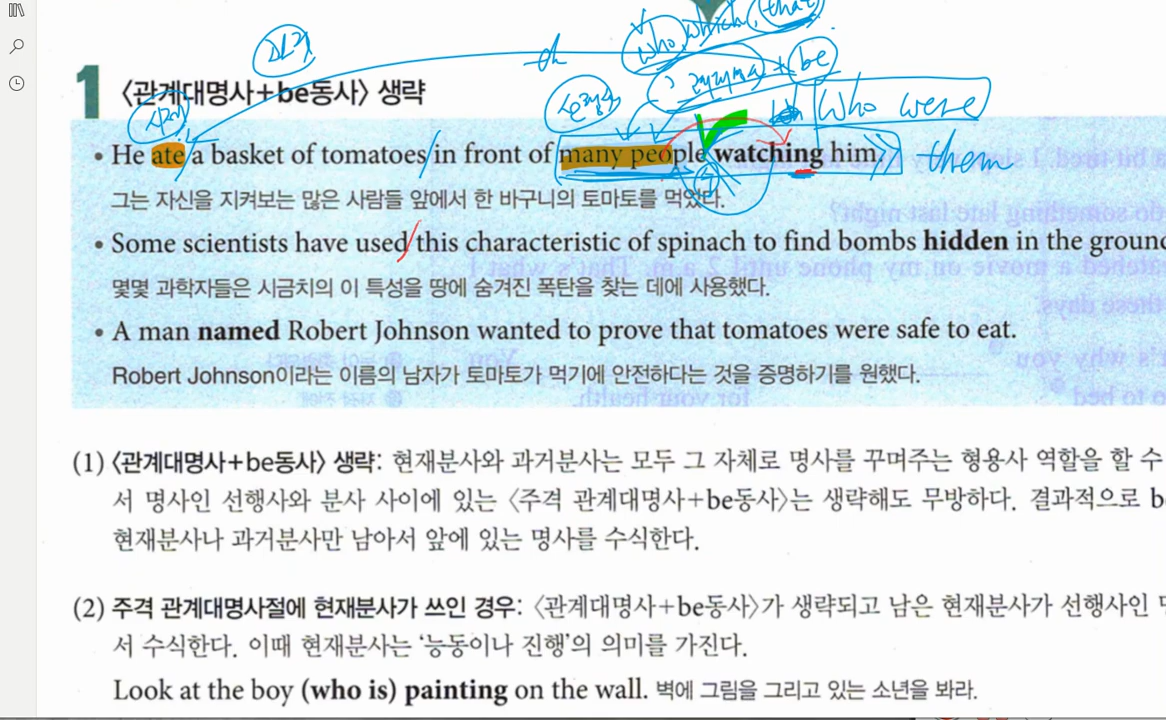 who, which, that
과거
선행사 주격관대 + be
1 〈관계대명사+be동사〉 생략
시제 who were
• He ate a basket of tomatoes in front of many people watching him. them
그는 자신을 지켜보는 많은 사람들 앞에서 한 바구니의 토마토를 먹었다.
• Some scientists have used this characteristic of spinach to find bombs hidden in the ground
몇몇 과학자들은 시금치의 이 특성을 땅에 숨겨진 폭탄을 찾는 데에 사용했다.
• A man named Robert Johnson wanted to prove that tomatoes were safe to eat.
Robert Johnson이라는 이름의 남자가 토마토가 먹기에 안전하다는 것을 증명하기를 원했다.
(1) 〈관계대명사+be동사〉 생략: 현재분사와 과거분사는 모두 그 자체로 명사를 꾸며주는 형용사 역할을 할 수
서 명사인 선행사와 분사 사이에 있는 〈주격 관계대명사+be동사〉는 생략해도 무방하다. 결과적으로 b
현재분사나 과거분사만 남아서 앞에 있는 명사를 수식한다.
(2) 주격 관계대명사절에 현재분사가 쓰인 경우: 〈관계대명사+be동사〉가 생략되고 남은 현재분사가 선행사인
서 수식한다. 이때 현재분사는 ‘능동이나 진행’의 의미를 가진다.
Look at the boy (who is) painting on the wall. 벽에 그림을 그리고 있는 소년을 봐라.